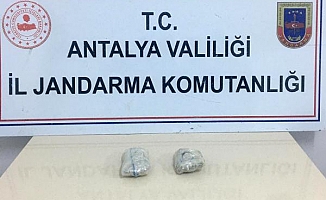 T.C.
ANTALYA VALİLİĞİ
İL JANDARMA KOMUTANLIĞI